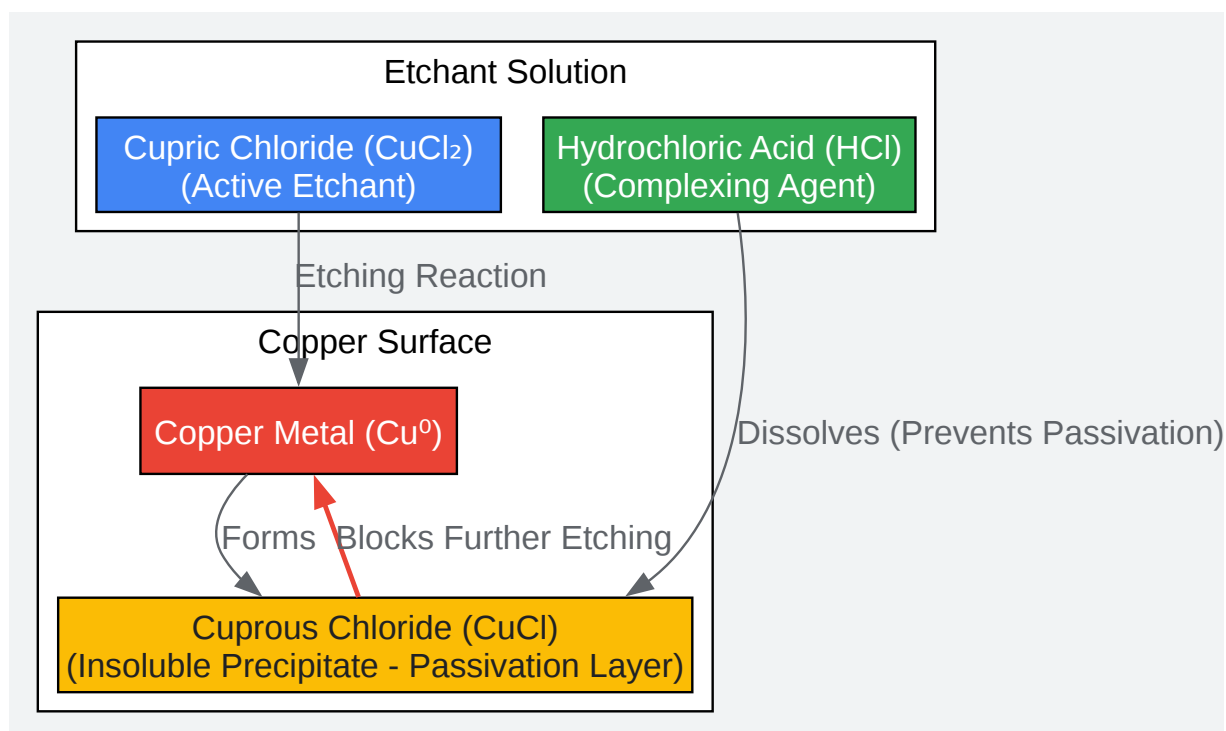 Etchant Solution
Cupric Chloride (CuCl₂)
(Active Etchant)
Hydrochloric Acid (HCl)
(Complexing Agent)
Etching Reaction
Copper Surface
Copper Metal (Cu⁰)
Dissolves (Prevents Passivation)
Forms
Blocks Further Etching
Cuprous Chloride (CuCl)
(Insoluble Precipitate - Passivation Layer)